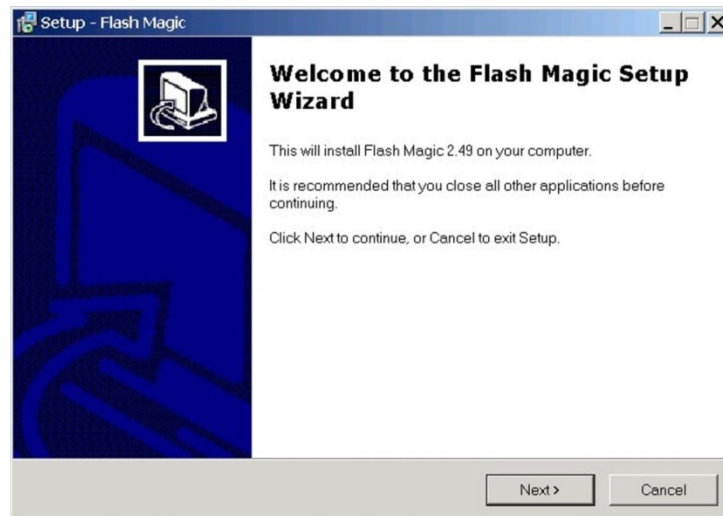 Setup - Flash Magic
Welcome to the Flash Magic Setup
Wizard
This will install Flash Magic 2.49 on your computer.
It is recommended that you close all other applications before
continuing.
Click Next to continue, or Cancel to exit Setup.
Next >
Cancel